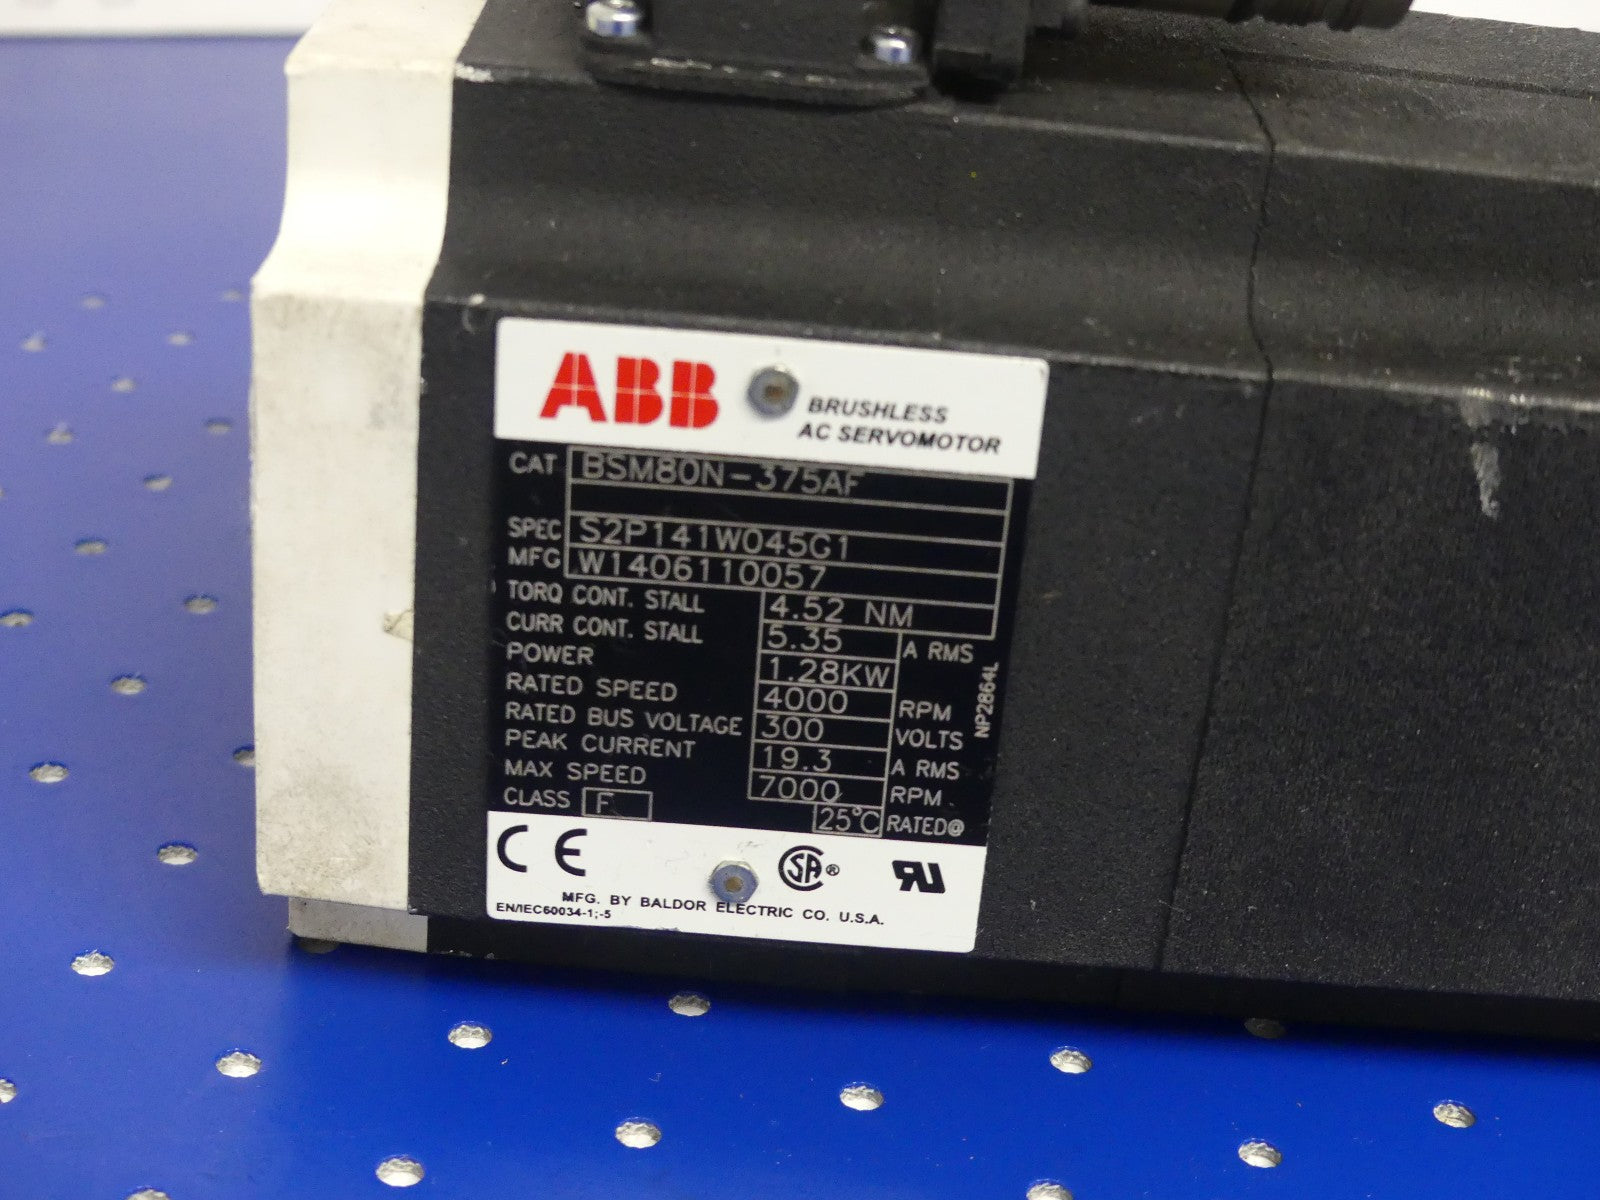 ABB
BRUSHLESS
AC SERVOMOTOR
CAT BSM80N-375AF
SPEC S2P141W045G1
MFG W1406110057
TORQ CONT. STALL 4.52 NM
CURR CONT. STALL 5.35 A RMS
POWER 1.28KW
RATED SPEED 4000 RPM
RATED BUS VOLTAGE 300 VOLTS
PEAK CURRENT 19.3 A RMS
MAX SPEED 7000 RPM
CLASS F 25°C RATED@
NP2864L
CE SA® RU
MFG. BY BALDOR ELECTRIC CO. U.S.A.
EN/IEC60034-1;-5